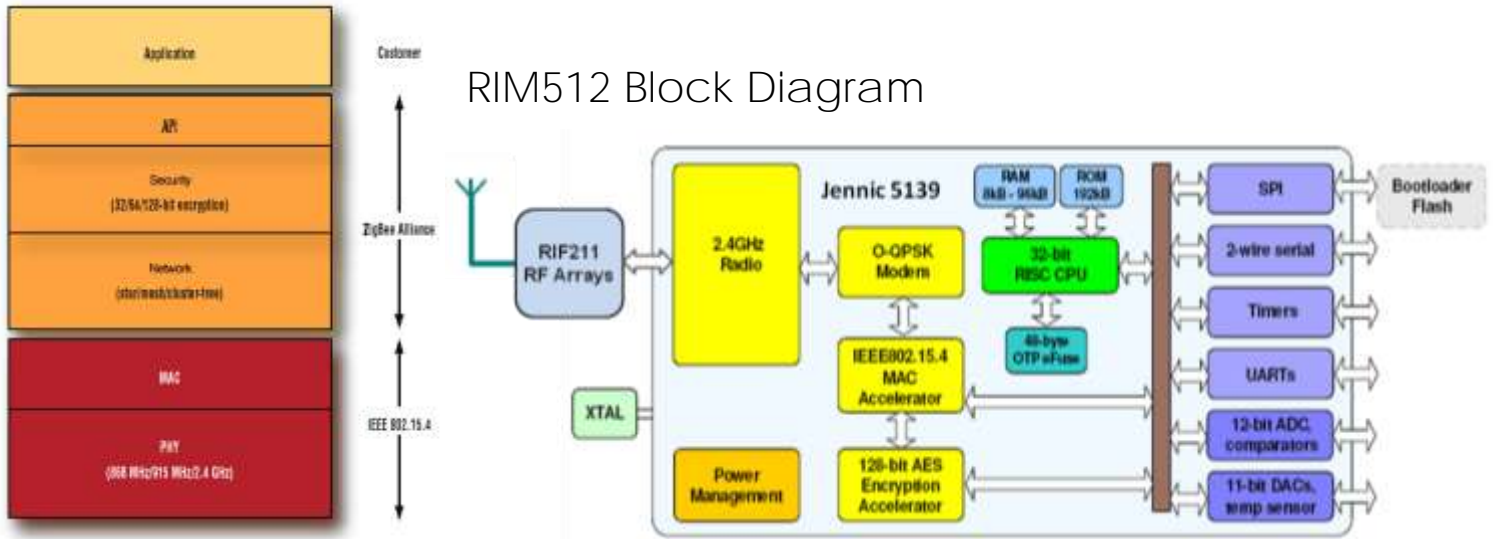 Application
Customer
API
Security
(32/64/128-bit encryption)
ZigBee Alliance
Network
(star/mesh/cluster-tree)
MAC
IEEE 802.15.4
PHY
(868 MHz/915 MHz/2.4 GHz)
RIM512 Block Diagram
RIF211
RF Arrays
XTAL
Jennic 5139
2.4GHz
Radio
O-QPSK
Modem
IEEE802.15.4
MAC
Accelerator
Power
Management
128-bit AES
Encryption
Accelerator
RAM
8kB - 96kB
ROM
192kB
32-bit
RISC CPU
48-byte
OTP eFuse
SPI
2-wire serial
Timers
UARTs
12-bit ADC,
comparators
11-bit DACs,
temp sensor
Bootloader
Flash